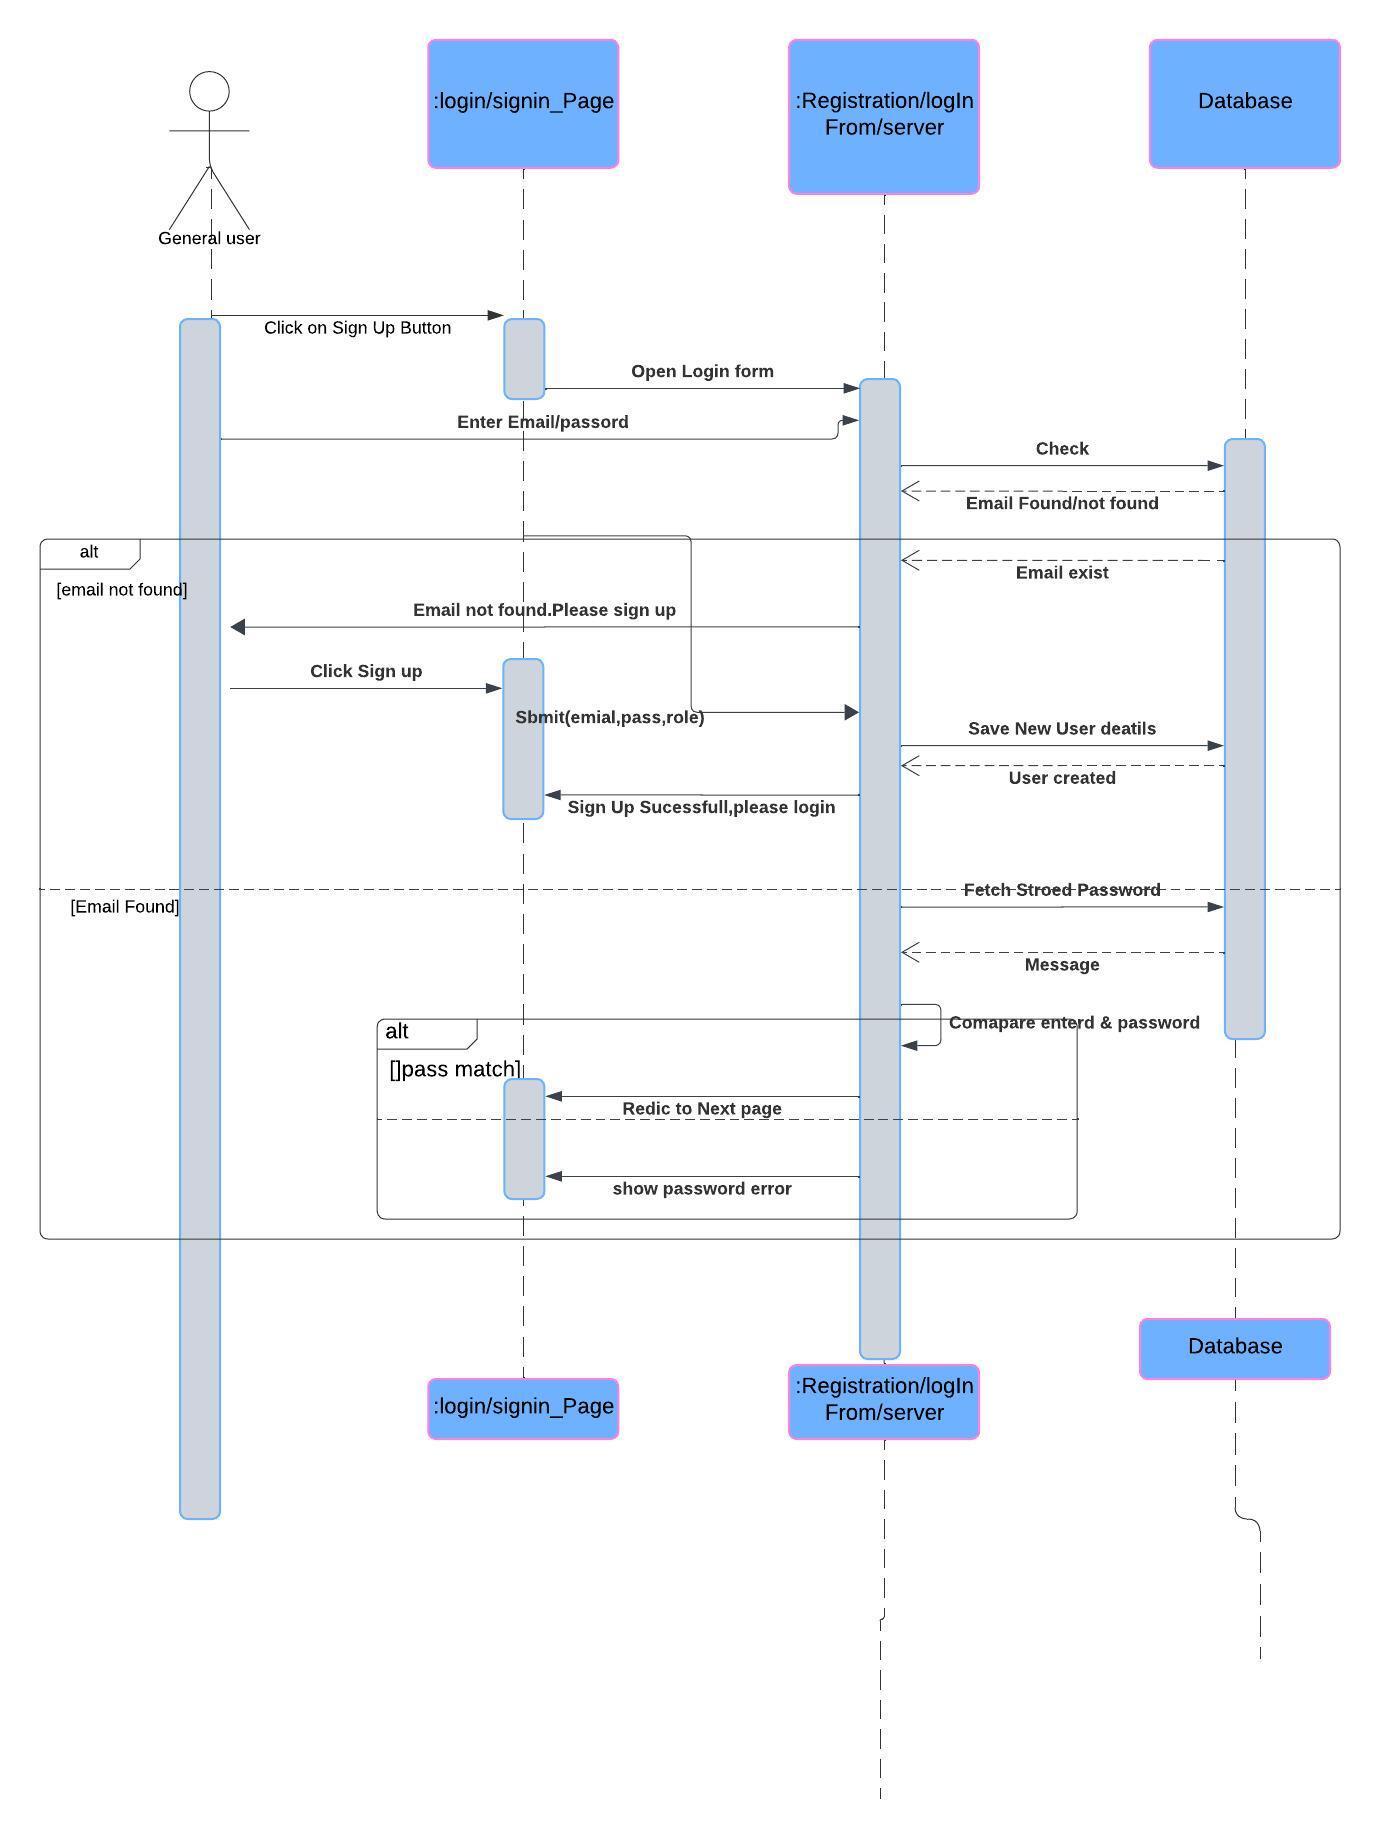 :login/signin_Page
:Registration/logIn
From/server
Database
General user
Click on Sign Up Button
Open Login form
Enter Email/passord
Check
Email Found/not found
alt
Email exist
[email not found]
Email not found.Please sign up
Click Sign up
Sbmit(emial,pass,role)
Save New User deatils
User created
Sign Up Sucessfull,please login
Fetch Stroed Password
[Email Found]
Message
Comapare enterd & password
alt
[]pass match]
Redic to Next page
show password error
Database
:Registration/logIn
From/server
:login/signin_Page